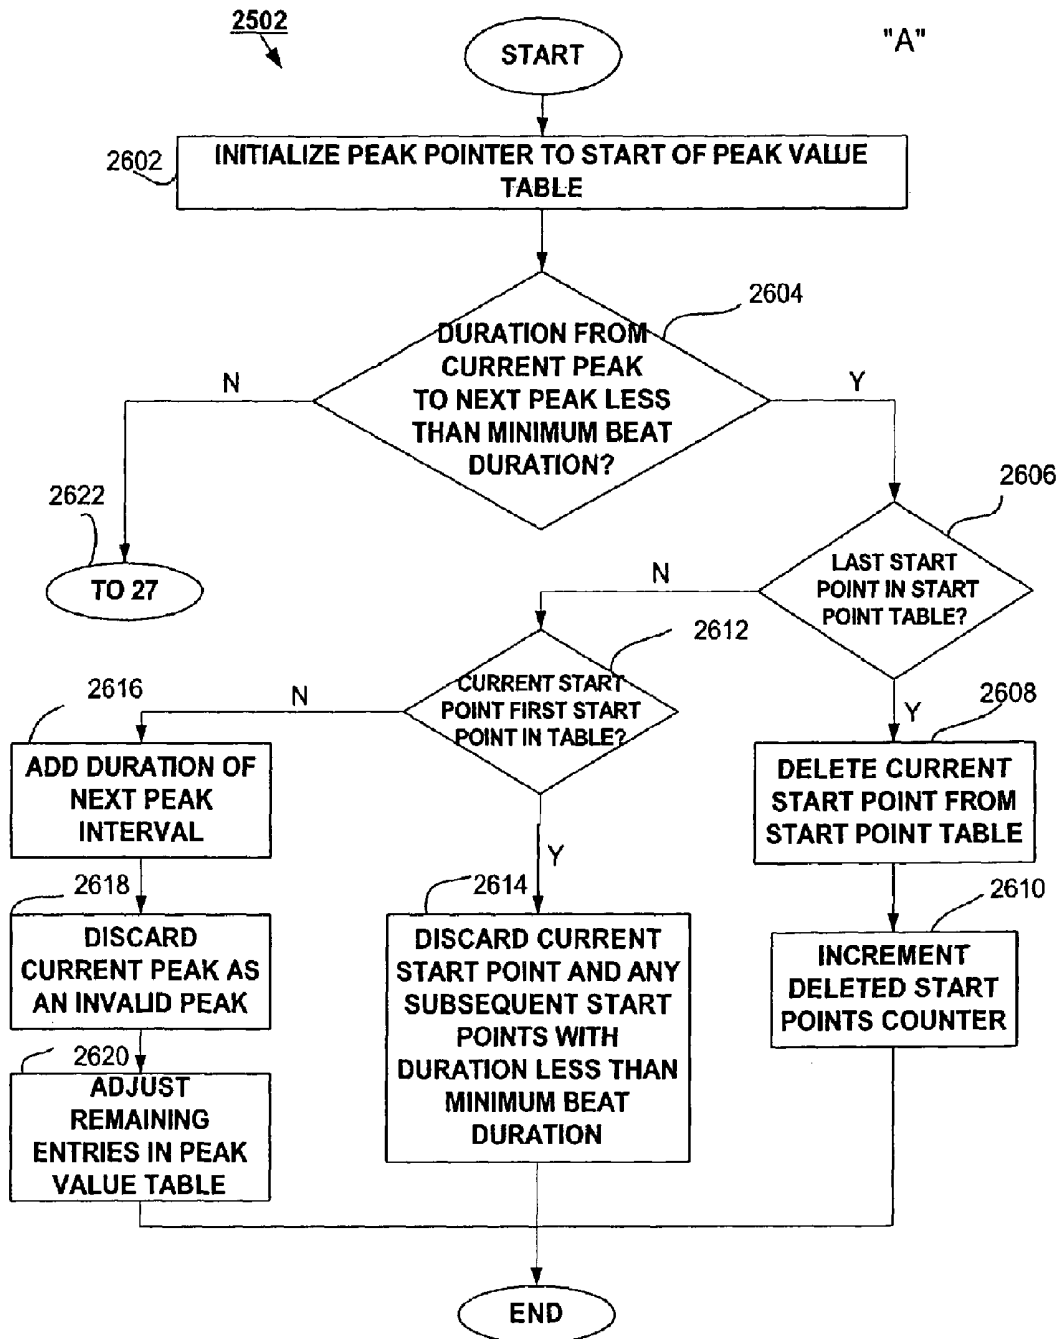 2502
START
"A"
2602
INITIALIZE PEAK POINTER TO START OF PEAK VALUE
TABLE
2604
DURATION FROM
CURRENT PEAK
TO NEXT PEAK LESS
THAN MINIMUM BEAT
DURATION?
N
Y
2622
TO 27
2606
LAST START
POINT IN START
POINT TABLE?
N
Y
2612
CURRENT START
POINT FIRST START
POINT IN TABLE?
N
Y
2616
ADD DURATION OF
NEXT PEAK
INTERVAL
2608
DELETE CURRENT
START POINT FROM
START POINT TABLE
2618
DISCARD
CURRENT PEAK AS
AN INVALID PEAK
2614
DISCARD CURRENT
START POINT AND ANY
SUBSEQUENT START
POINTS WITH
DURATION LESS THAN
MINIMUM BEAT
DURATION
2610
INCREMENT
DELETED START
POINTS COUNTER
2620
ADJUST
REMAINING
ENTRIES IN PEAK
VALUE TABLE
END